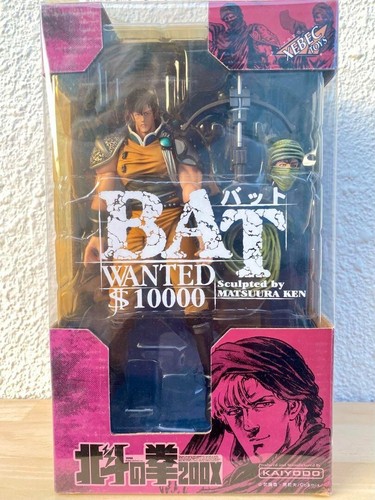 XEBEC
TOYS
バット
BAT
WANTED
$10000
Sculpted by
MATSUURA KEN
北斗の拳200X
KAIYODO